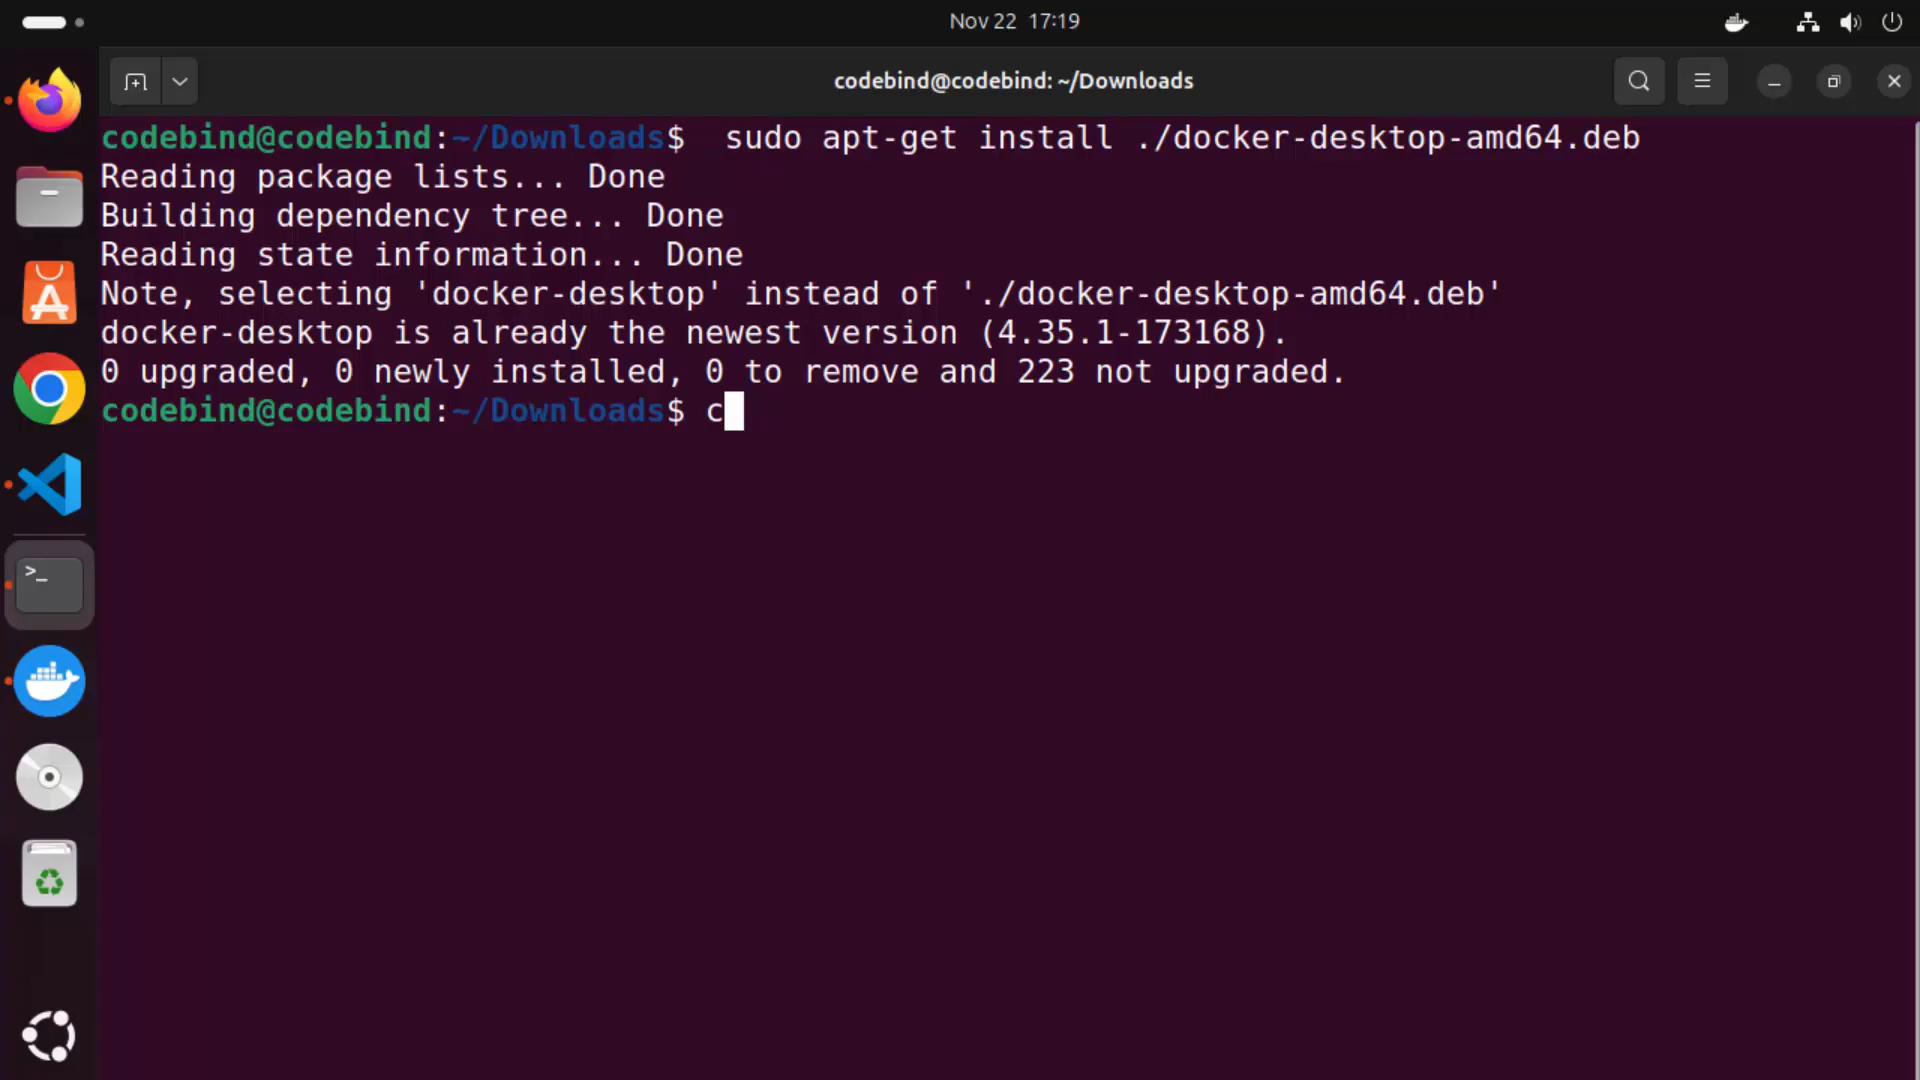 Nov 22 17:19
codebind@codebind: ~/Downloads
codebind@codebind:~/Downloads$  sudo apt-get install ./docker-desktop-amd64.deb
Reading package lists... Done
Building dependency tree... Done
Reading state information... Done
Note, selecting 'docker-desktop' instead of './docker-desktop-amd64.deb'
docker-desktop is already the newest version (4.35.1-173168).
0 upgraded, 0 newly installed, 0 to remove and 223 not upgraded.
codebind@codebind:~/Downloads$ c